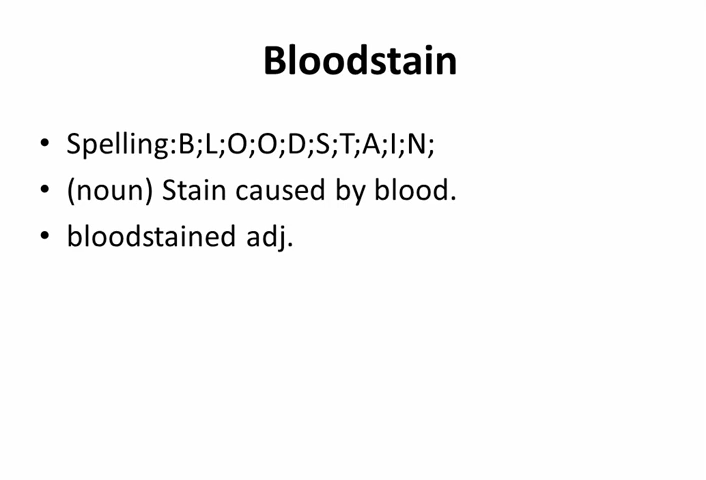 Bloodstain
• Spelling:B;L;O;O;D;S;T;A;I;N;
• (noun) Stain caused by blood.
• bloodstained adj.